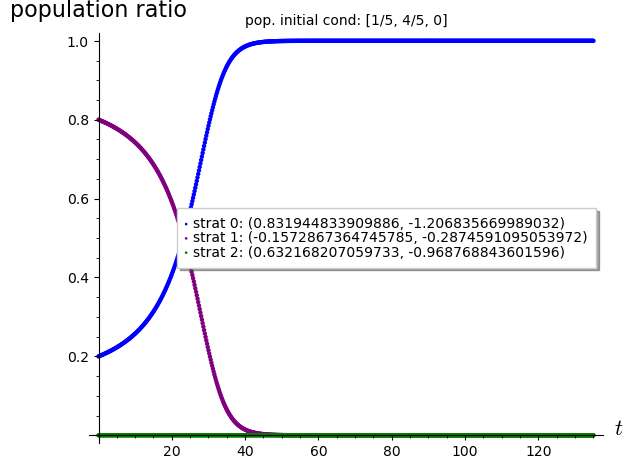 population ratio
pop. initial cond: [1/5, 4/5, 0]
1.0
0.8
0.6
strat 0: (0.831944833909886, -1.206835669989032)
strat 1: (-0.1572867364745785, -0.2874591095053972)
strat 2: (0.632168207059733, -0.968768843601596)
0.4
0.2
t
20 40 60 80 100 120